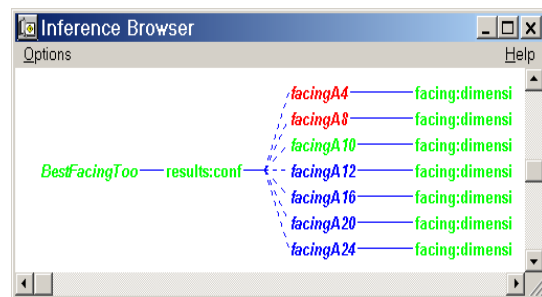 Inference Browser
Options Help
facingA4 facing:dimensi
facingA8 facing:dimensi
facingA10 facing:dimensi
BestFacingToo results:conf facingA12 facing:dimensi
facingA16 facing:dimensi
facingA20 facing:dimensi
facingA24 facing:dimensi